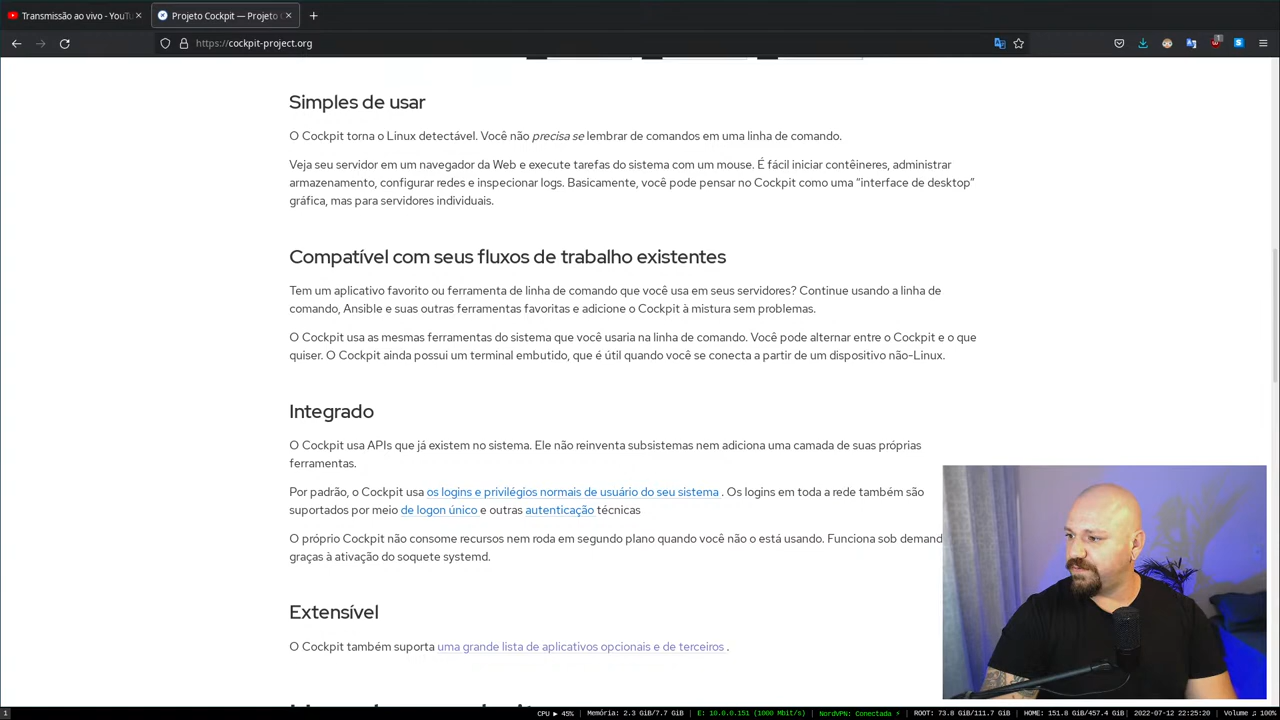 Transmissão ao vivo - YouTu
Projeto Cockpit — Projeto C
https://cockpit-project.org
1
Simples de usar
O Cockpit torna o Linux detectável. Você não precisa se lembrar de comandos em uma linha de comando.
Veja seu servidor em um navegador da Web e execute tarefas do sistema com um mouse. É fácil iniciar contêineres, administrar
armazenamento, configurar redes e inspecionar logs. Basicamente, você pode pensar no Cockpit como uma “interface de desktop”
gráfica, mas para servidores individuais.
Compatível com seus fluxos de trabalho existentes
Tem um aplicativo favorito ou ferramenta de linha de comando que você usa em seus servidores? Continue usando a linha de
comando, Ansible e suas outras ferramentas favoritas e adicione o Cockpit à mistura sem problemas.
O Cockpit usa as mesmas ferramentas do sistema que você usaria na linha de comando. Você pode alternar entre o Cockpit e o que
quiser. O Cockpit ainda possui um terminal embutido, que é útil quando você se conecta a partir de um dispositivo não-Linux.
Integrado
O Cockpit usa APIs que já existem no sistema. Ele não reinventa subsistemas nem adiciona uma camada de suas próprias
ferramentas.
Por padrão, o Cockpit usa os logins e privilégios normais de usuário do seu sistema . Os logins em toda a rede também são
suportados por meio de logon único e outras autenticação técnicas
O próprio Cockpit não consome recursos nem roda em segundo plano quando você não o está usando. Funciona sob demand
graças à ativação do soquete systemd.
Extensível
O Cockpit também suporta uma grande lista de aplicativos opcionais e de terceiros .
1 CPU ▶ 45% | Memória: 2.3 GiB/7.7 GiB | E: 10.0.0.151 (1000 Mbit/s) | NordVPN: Conectada ⚡ | ROOT: 73.8 GiB/111.7 GiB | HOME: 151.8 GiB/457.4 GiB | 2022-07-12 22:25:20 | Volume ♫ 100%